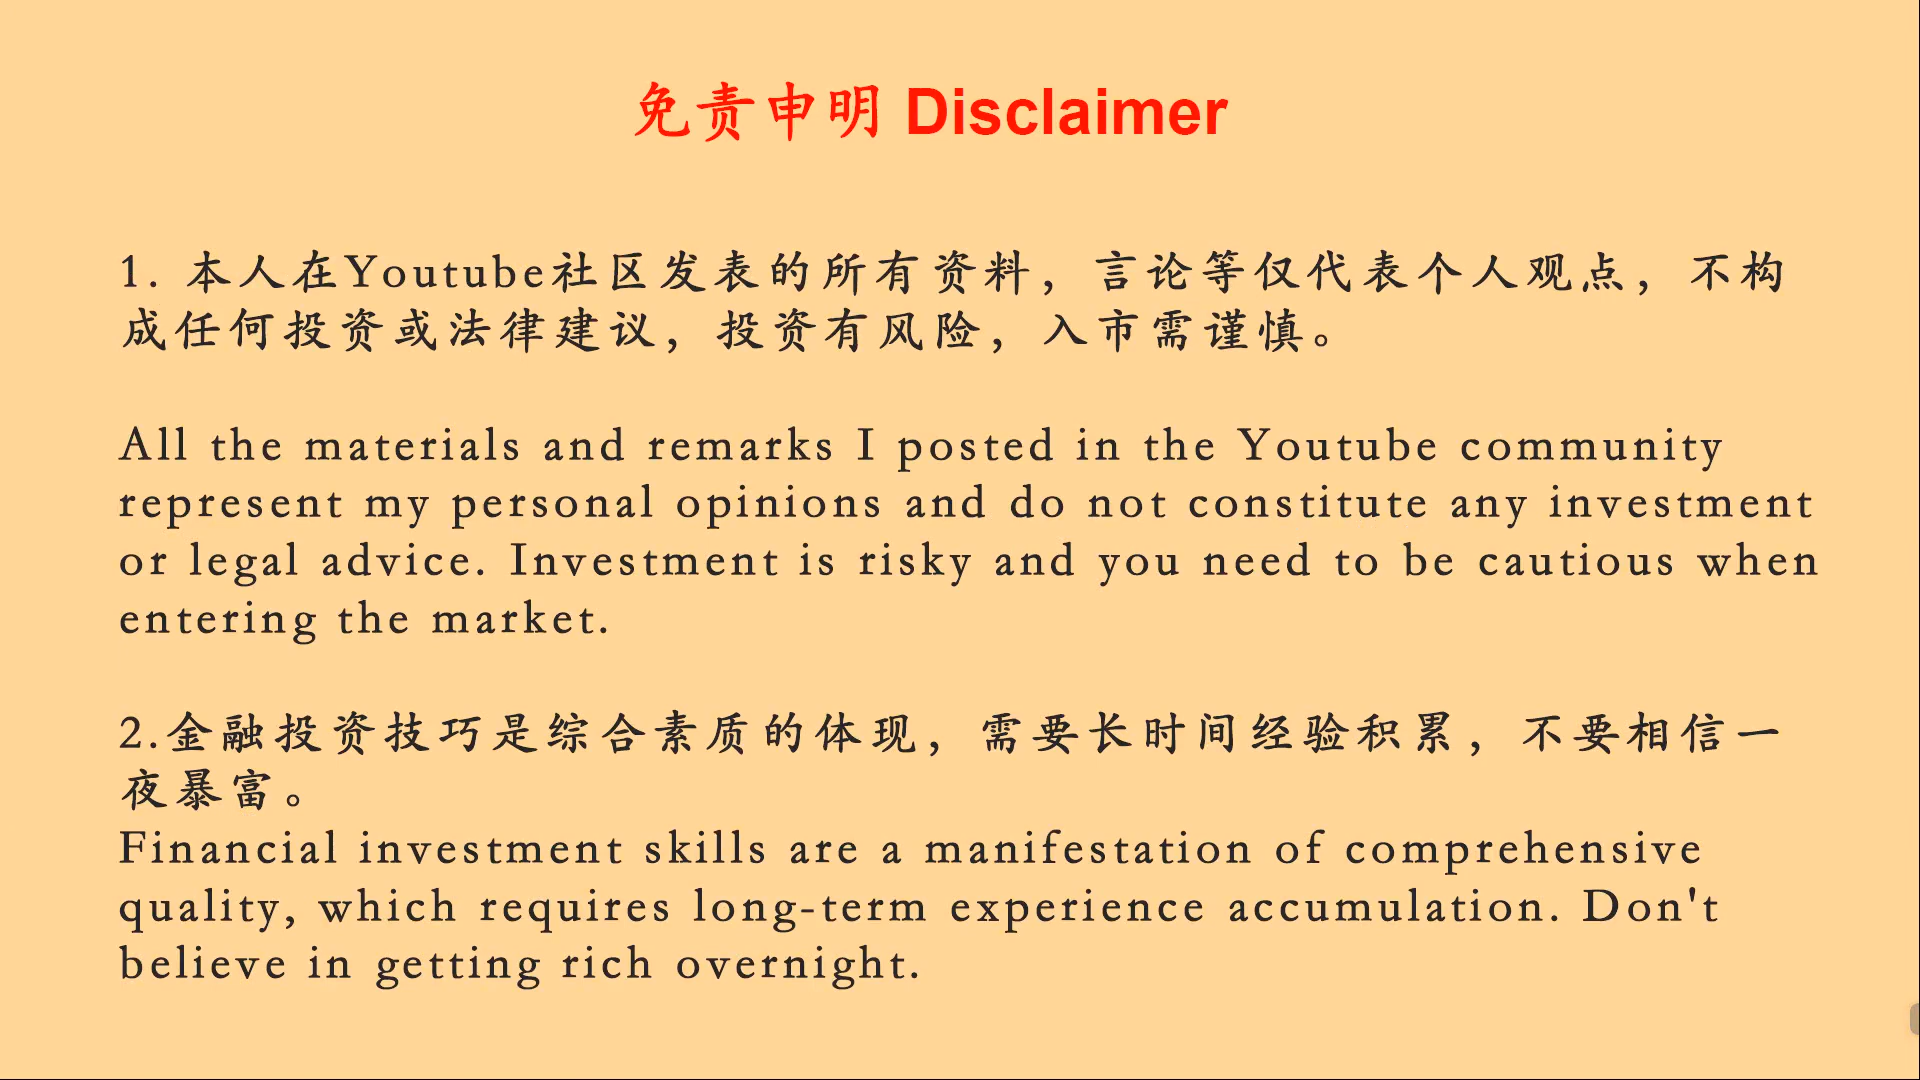 免责申明 Disclaimer
1. 本人在Youtube社区发表的所有资料，言论等仅代表个人观点，不构
成任何投资或法律建议，投资有风险，入市需谨慎。
All the materials and remarks I posted in the Youtube community
represent my personal opinions and do not constitute any investment
or legal advice. Investment is risky and you need to be cautious when
entering the market.
2.金融投资技巧是综合素质的体现，需要长时间经验积累，不要相信一
夜暴富。
Financial investment skills are a manifestation of comprehensive
quality, which requires long-term experience accumulation. Don't
believe in getting rich overnight.